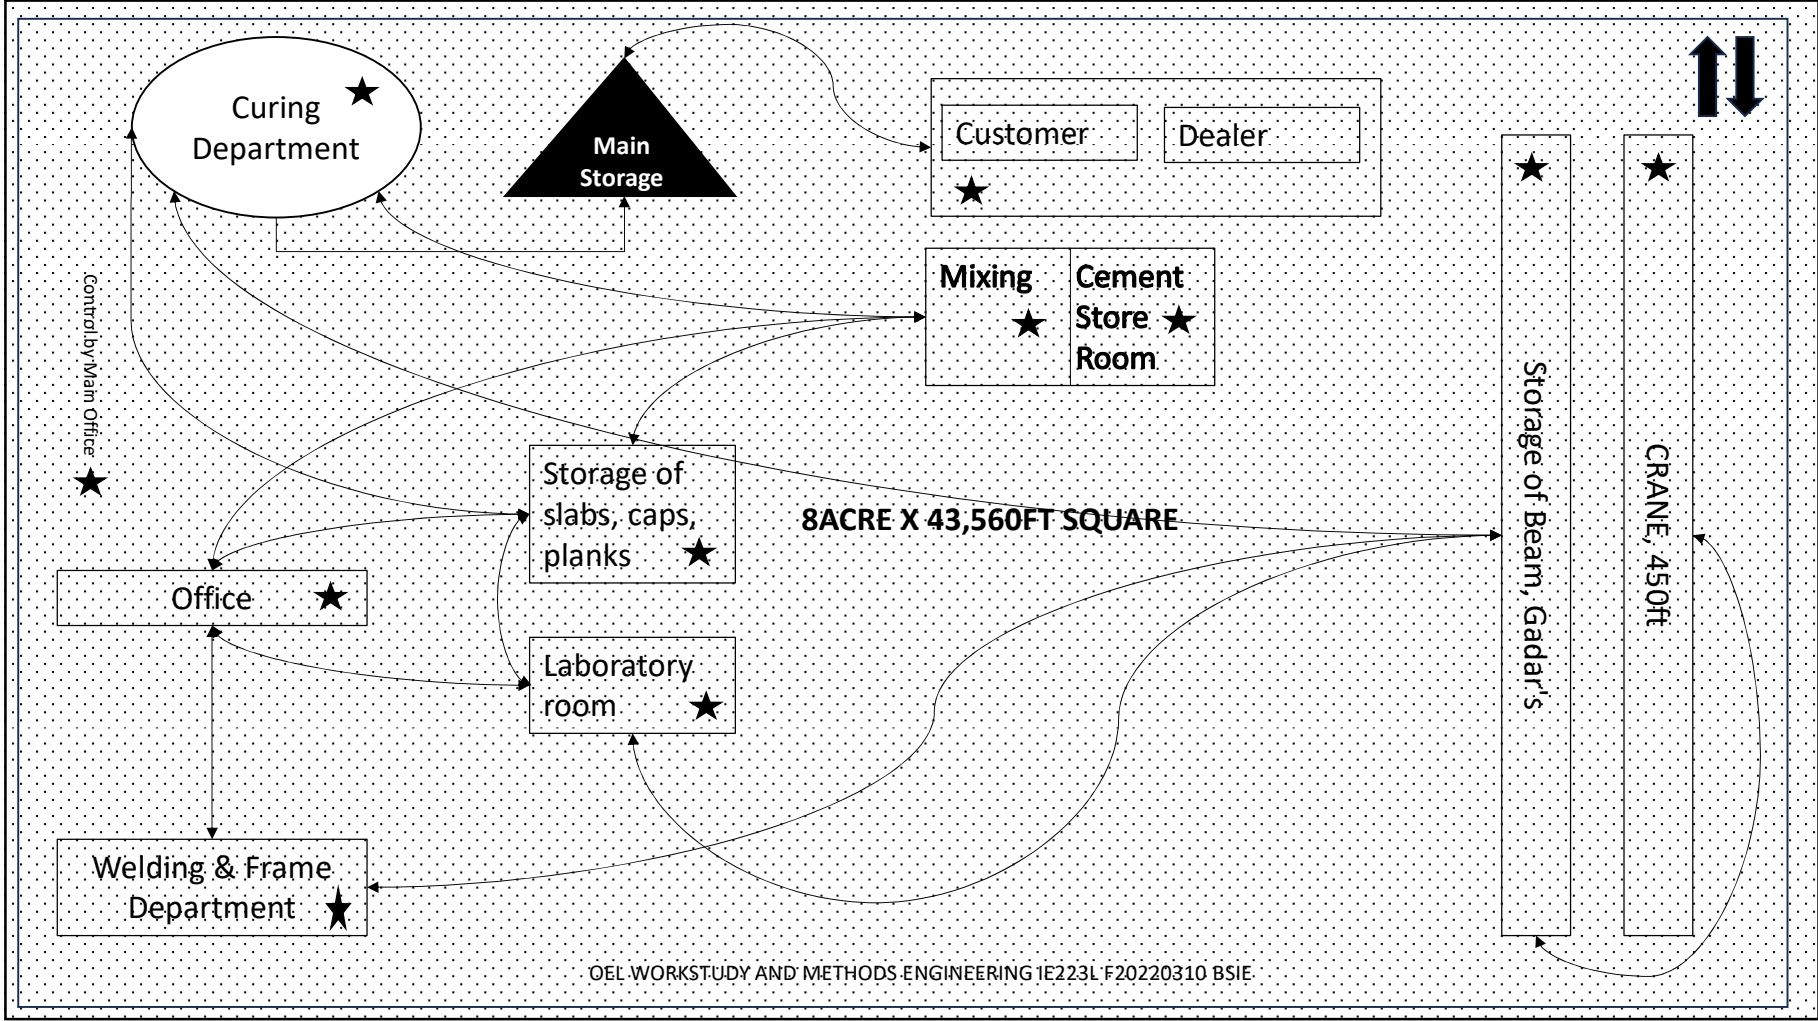 Curing
Department
Main
Storage
Customer
Dealer
Mixing
Cement
Store
Room
Control by Main Office
Storage of
slabs, caps,
planks
8ACRE X 43,560FT SQUARE
Storage of Beam, Gadar's
CRANE, 450ft
Office
Laboratory
room
Welding & Frame
Department
OEL WORKSTUDY AND METHODS ENGINEERING IE223L F20220310 BSIE